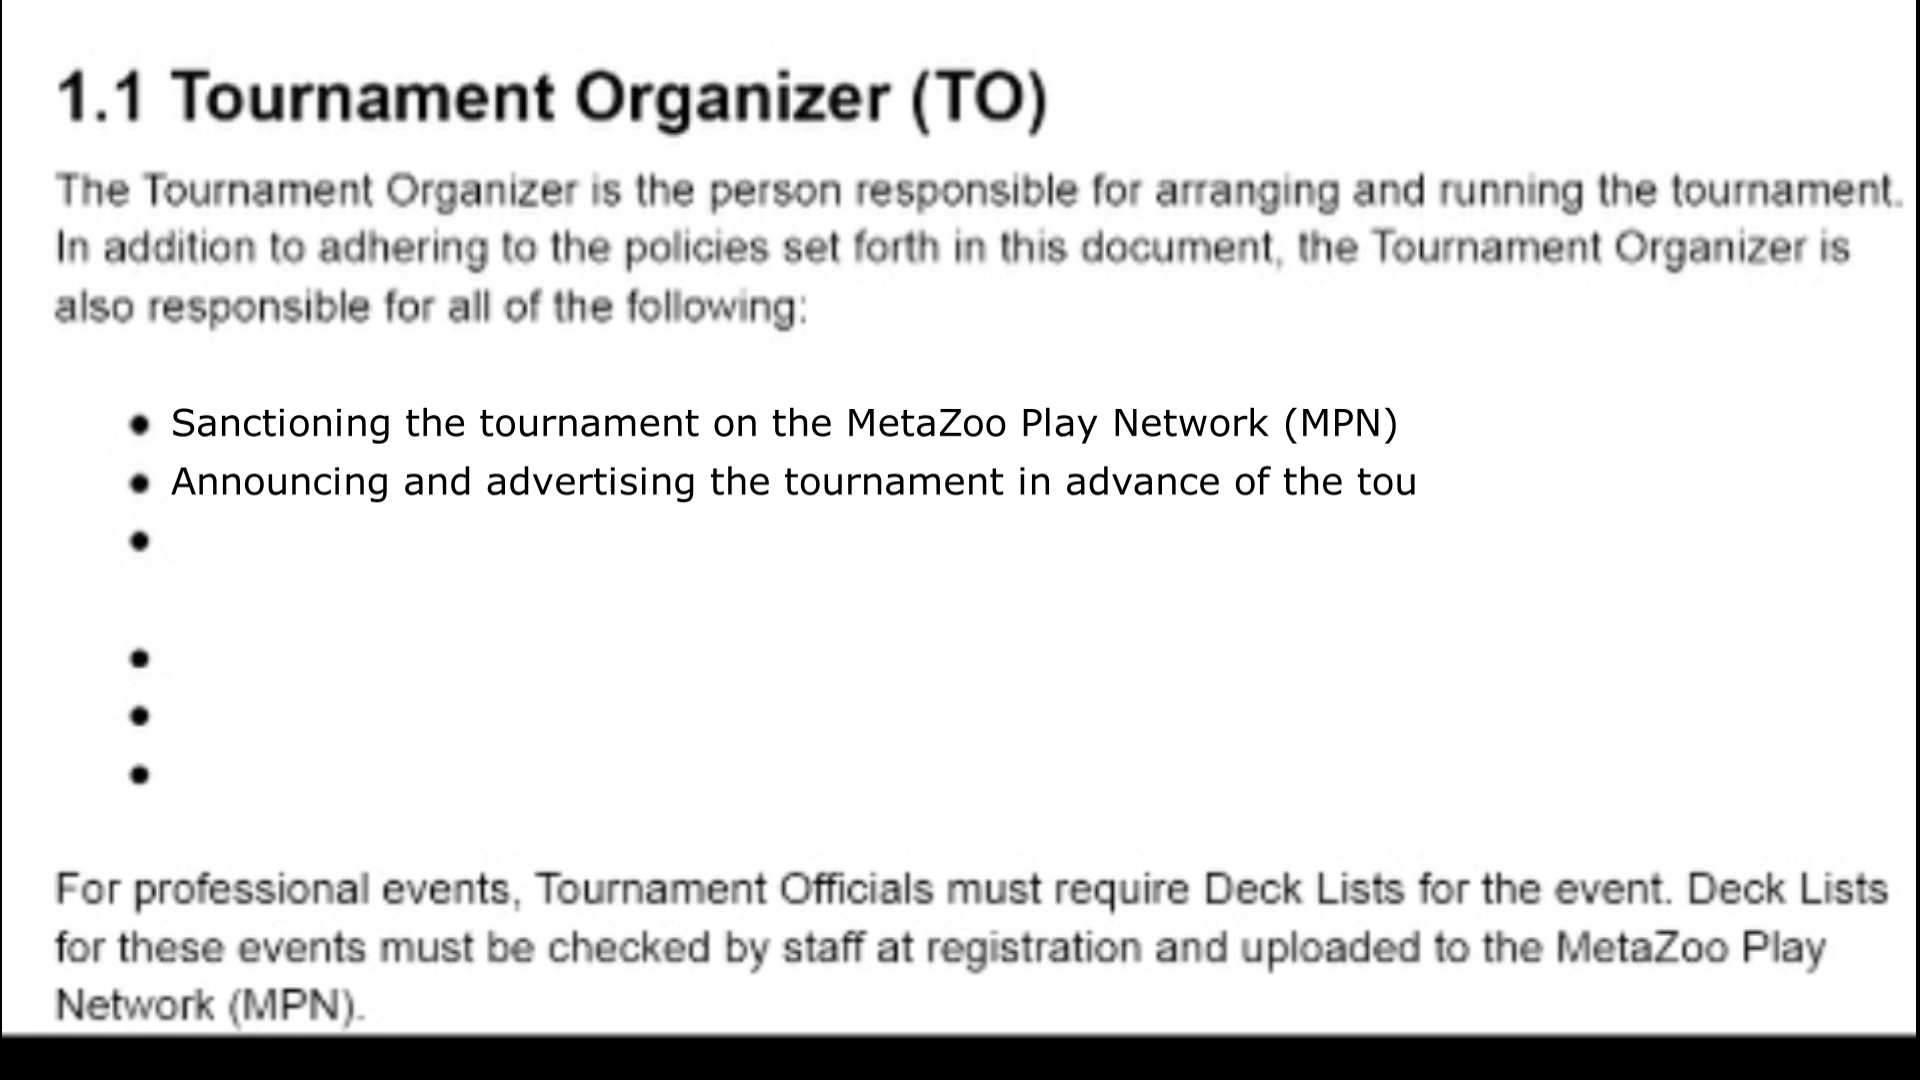 1.1 Tournament Organizer (TO)
The Tournament Organizer is the person responsible for arranging and running the tournament.
In addition to adhering to the policies set forth in this document, the Tournament Organizer is
also responsible for all of the following:
● Sanctioning the tournament on the MetaZoo Play Network (MPN)
● Announcing and advertising the tournament in advance of the tou
●
●
●
●
For professional events, Tournament Officials must require Deck Lists for the event. Deck Lists
for these events must be checked by staff at registration and uploaded to the MetaZoo Play
Network (MPN).